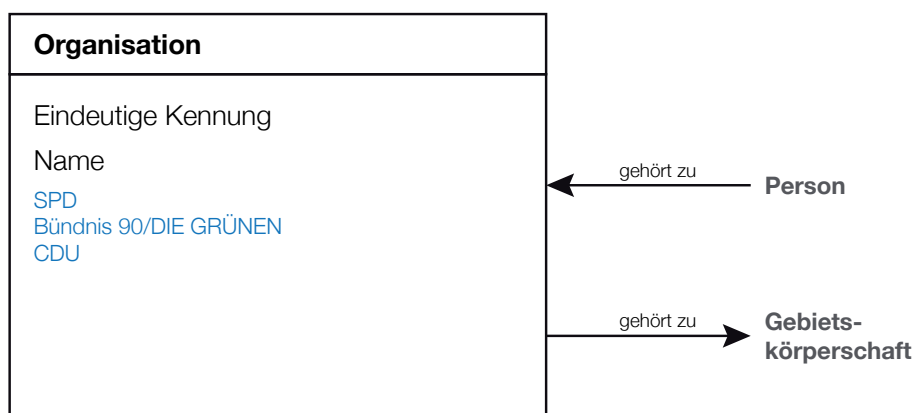 Organisation
Eindeutige Kennung
Name
SPD
Bündnis 90/DIE GRÜNEN
CDU
gehört zu
Person
gehört zu
Gebiets-
körperschaft